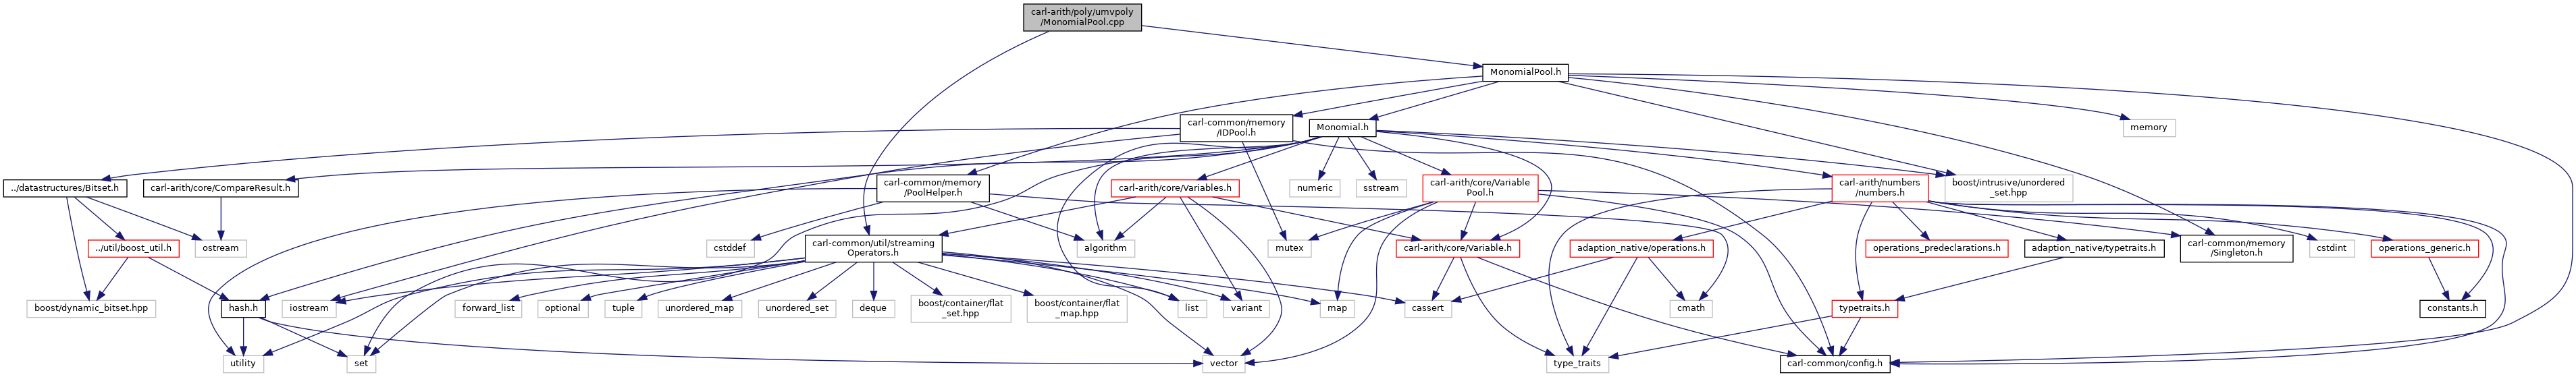 carl-arith/poly/umvpoly
/MonomialPool.cpp
MonomialPool.h
carl-common/memory
/IDPool.h
Monomial.h
memory
../datastructures/Bitset.h
carl-arith/core/CompareResult.h
carl-common/memory
/PoolHelper.h
carl-arith/core/Variables.h
numeric
sstream
carl-arith/core/Variable
Pool.h
carl-arith/numbers
/numbers.h
boost/intrusive/unordered
_set.hpp
../util/boost_util.h
ostream
cstddef
carl-common/util/streaming
Operators.h
algorithm
mutex
carl-arith/core/Variable.h
adaption_native/operations.h
operations_predeclarations.h
adaption_native/typetraits.h
carl-common/memory
/Singleton.h
cstdint
operations_generic.h
boost/dynamic_bitset.hpp
hash.h
iostream
forward_list
optional
tuple
unordered_map
unordered_set
deque
boost/container/flat
_set.hpp
boost/container/flat
_map.hpp
list
variant
map
cassert
cmath
typetraits.h
constants.h
utility
set
vector
type_traits
carl-common/config.h